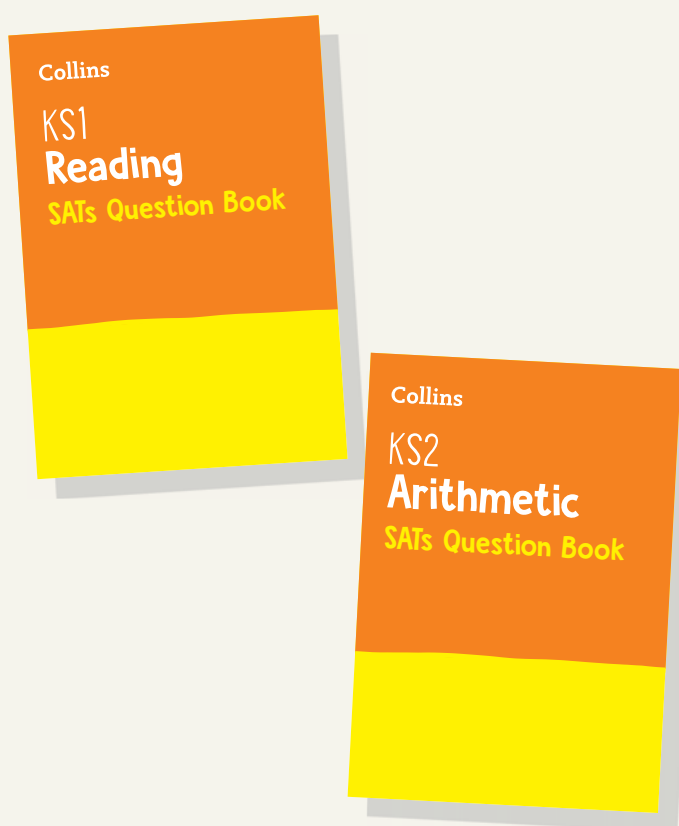 Collins
KS1
Reading
SATs Question Book
Collins
KS2
Arithmetic
SATs Question Book